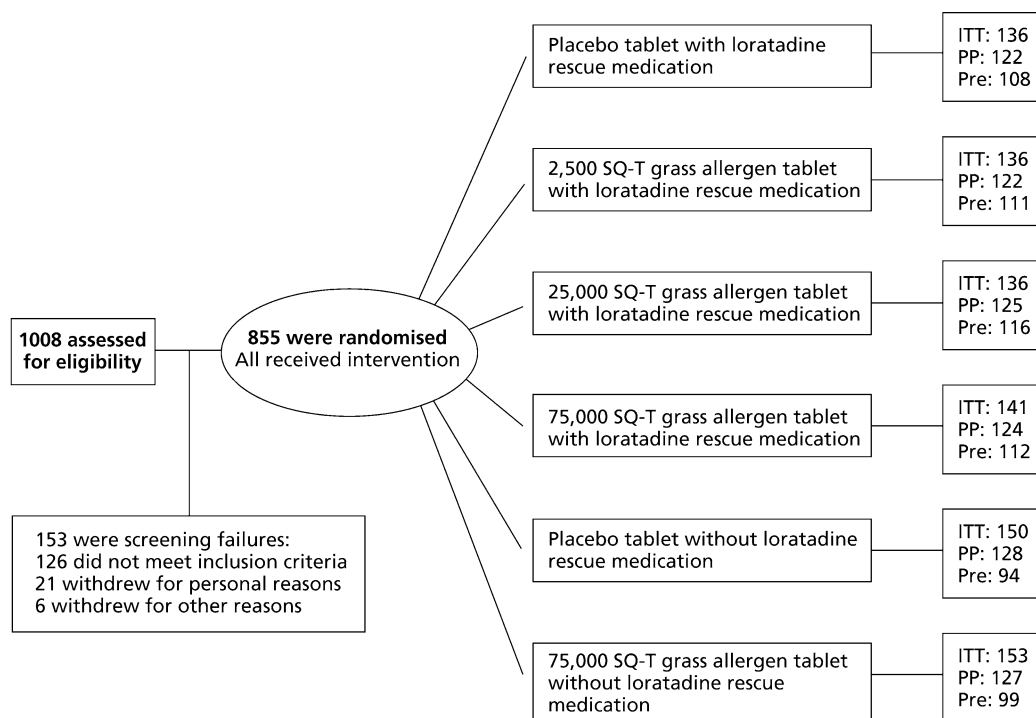 Placebo tablet with loratadine
rescue medication
ITT: 136
PP: 122
Pre: 108
2,500 SQ-T grass allergen tablet
with loratadine rescue medication
ITT: 136
PP: 122
Pre: 111
25,000 SQ-T grass allergen tablet
with loratadine rescue medication
ITT: 136
PP: 125
Pre: 116
1008 assessed
for eligibility
855 were randomised
All received intervention
75,000 SQ-T grass allergen tablet
with loratadine rescue medication
ITT: 141
PP: 124
Pre: 112
153 were screening failures:
126 did not meet inclusion criteria
21 withdrew for personal reasons
6 withdrew for other reasons
Placebo tablet without loratadine
rescue medication
ITT: 150
PP: 128
Pre: 94
75,000 SQ-T grass allergen tablet
without loratadine rescue
medication
ITT: 153
PP: 127
Pre: 99